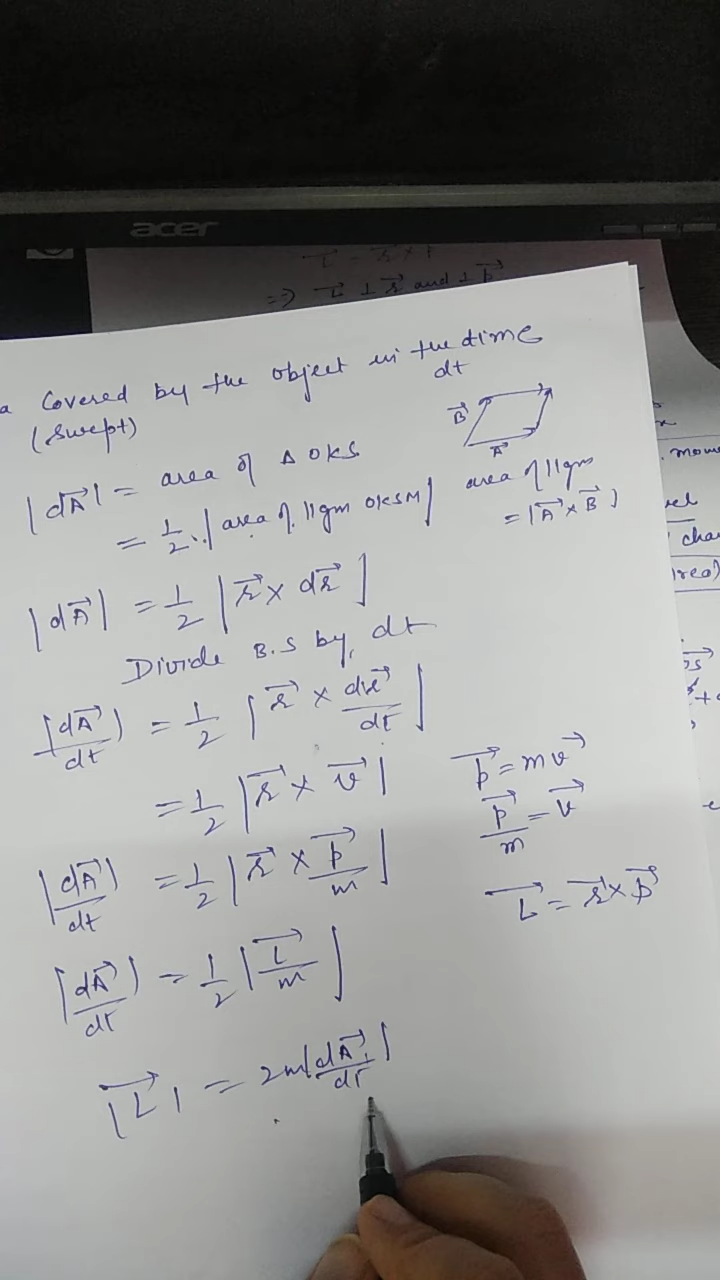 acer
=> L⃗ ⊥ r⃗ and ⊥ p⃗
a Covered by the object in the time dt
(swept)
B⃗
A⃗
|dA⃗| = area of Δ OKS
= 1/2 . | area of ||gm OKSM|
area of ||gm
= |A⃗ × B⃗|
|dA⃗| = 1/2 |r⃗ × dr⃗|
Divide B.S by, dt
|dA⃗/dt| = 1/2 |r⃗ × dr⃗/dt|
= 1/2 |r⃗ × v⃗|
p⃗ = mv⃗
p⃗/m = v⃗
|dA⃗/dt| = 1/2 |r⃗ × p⃗/m|
L⃗ = r⃗ × p⃗
|dA⃗/dt| = 1/2 |L⃗/m|
|L⃗| = 2m|dA⃗/dt|